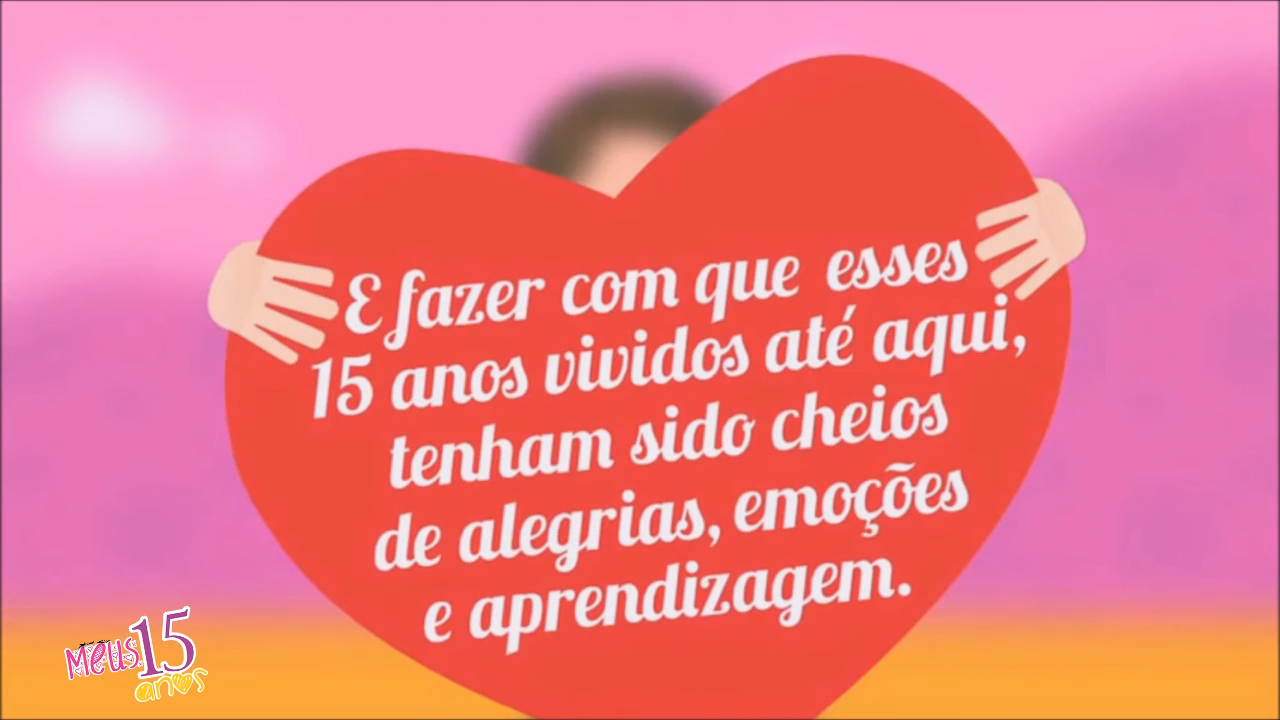 E fazer com que esses
15 anos vividos até aqui,
tenham sido cheios
de alegrias, emoções
e aprendizagem.
Meus 15
anos